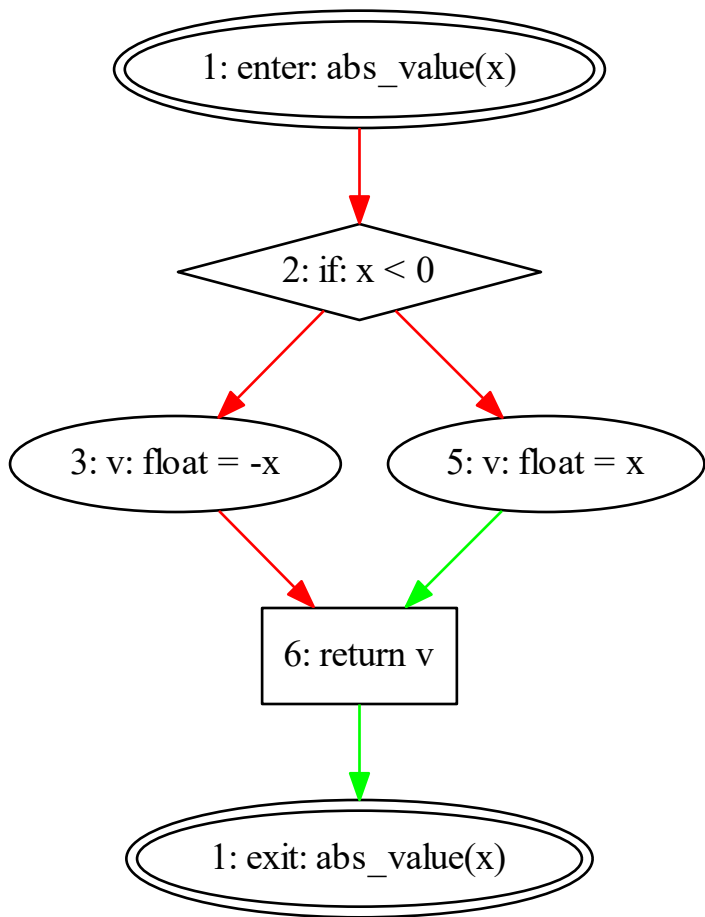 1: enter: abs_value(x)
2: if: x < 0
3: v: float = -x
5: v: float = x
6: return v
1: exit: abs_value(x)